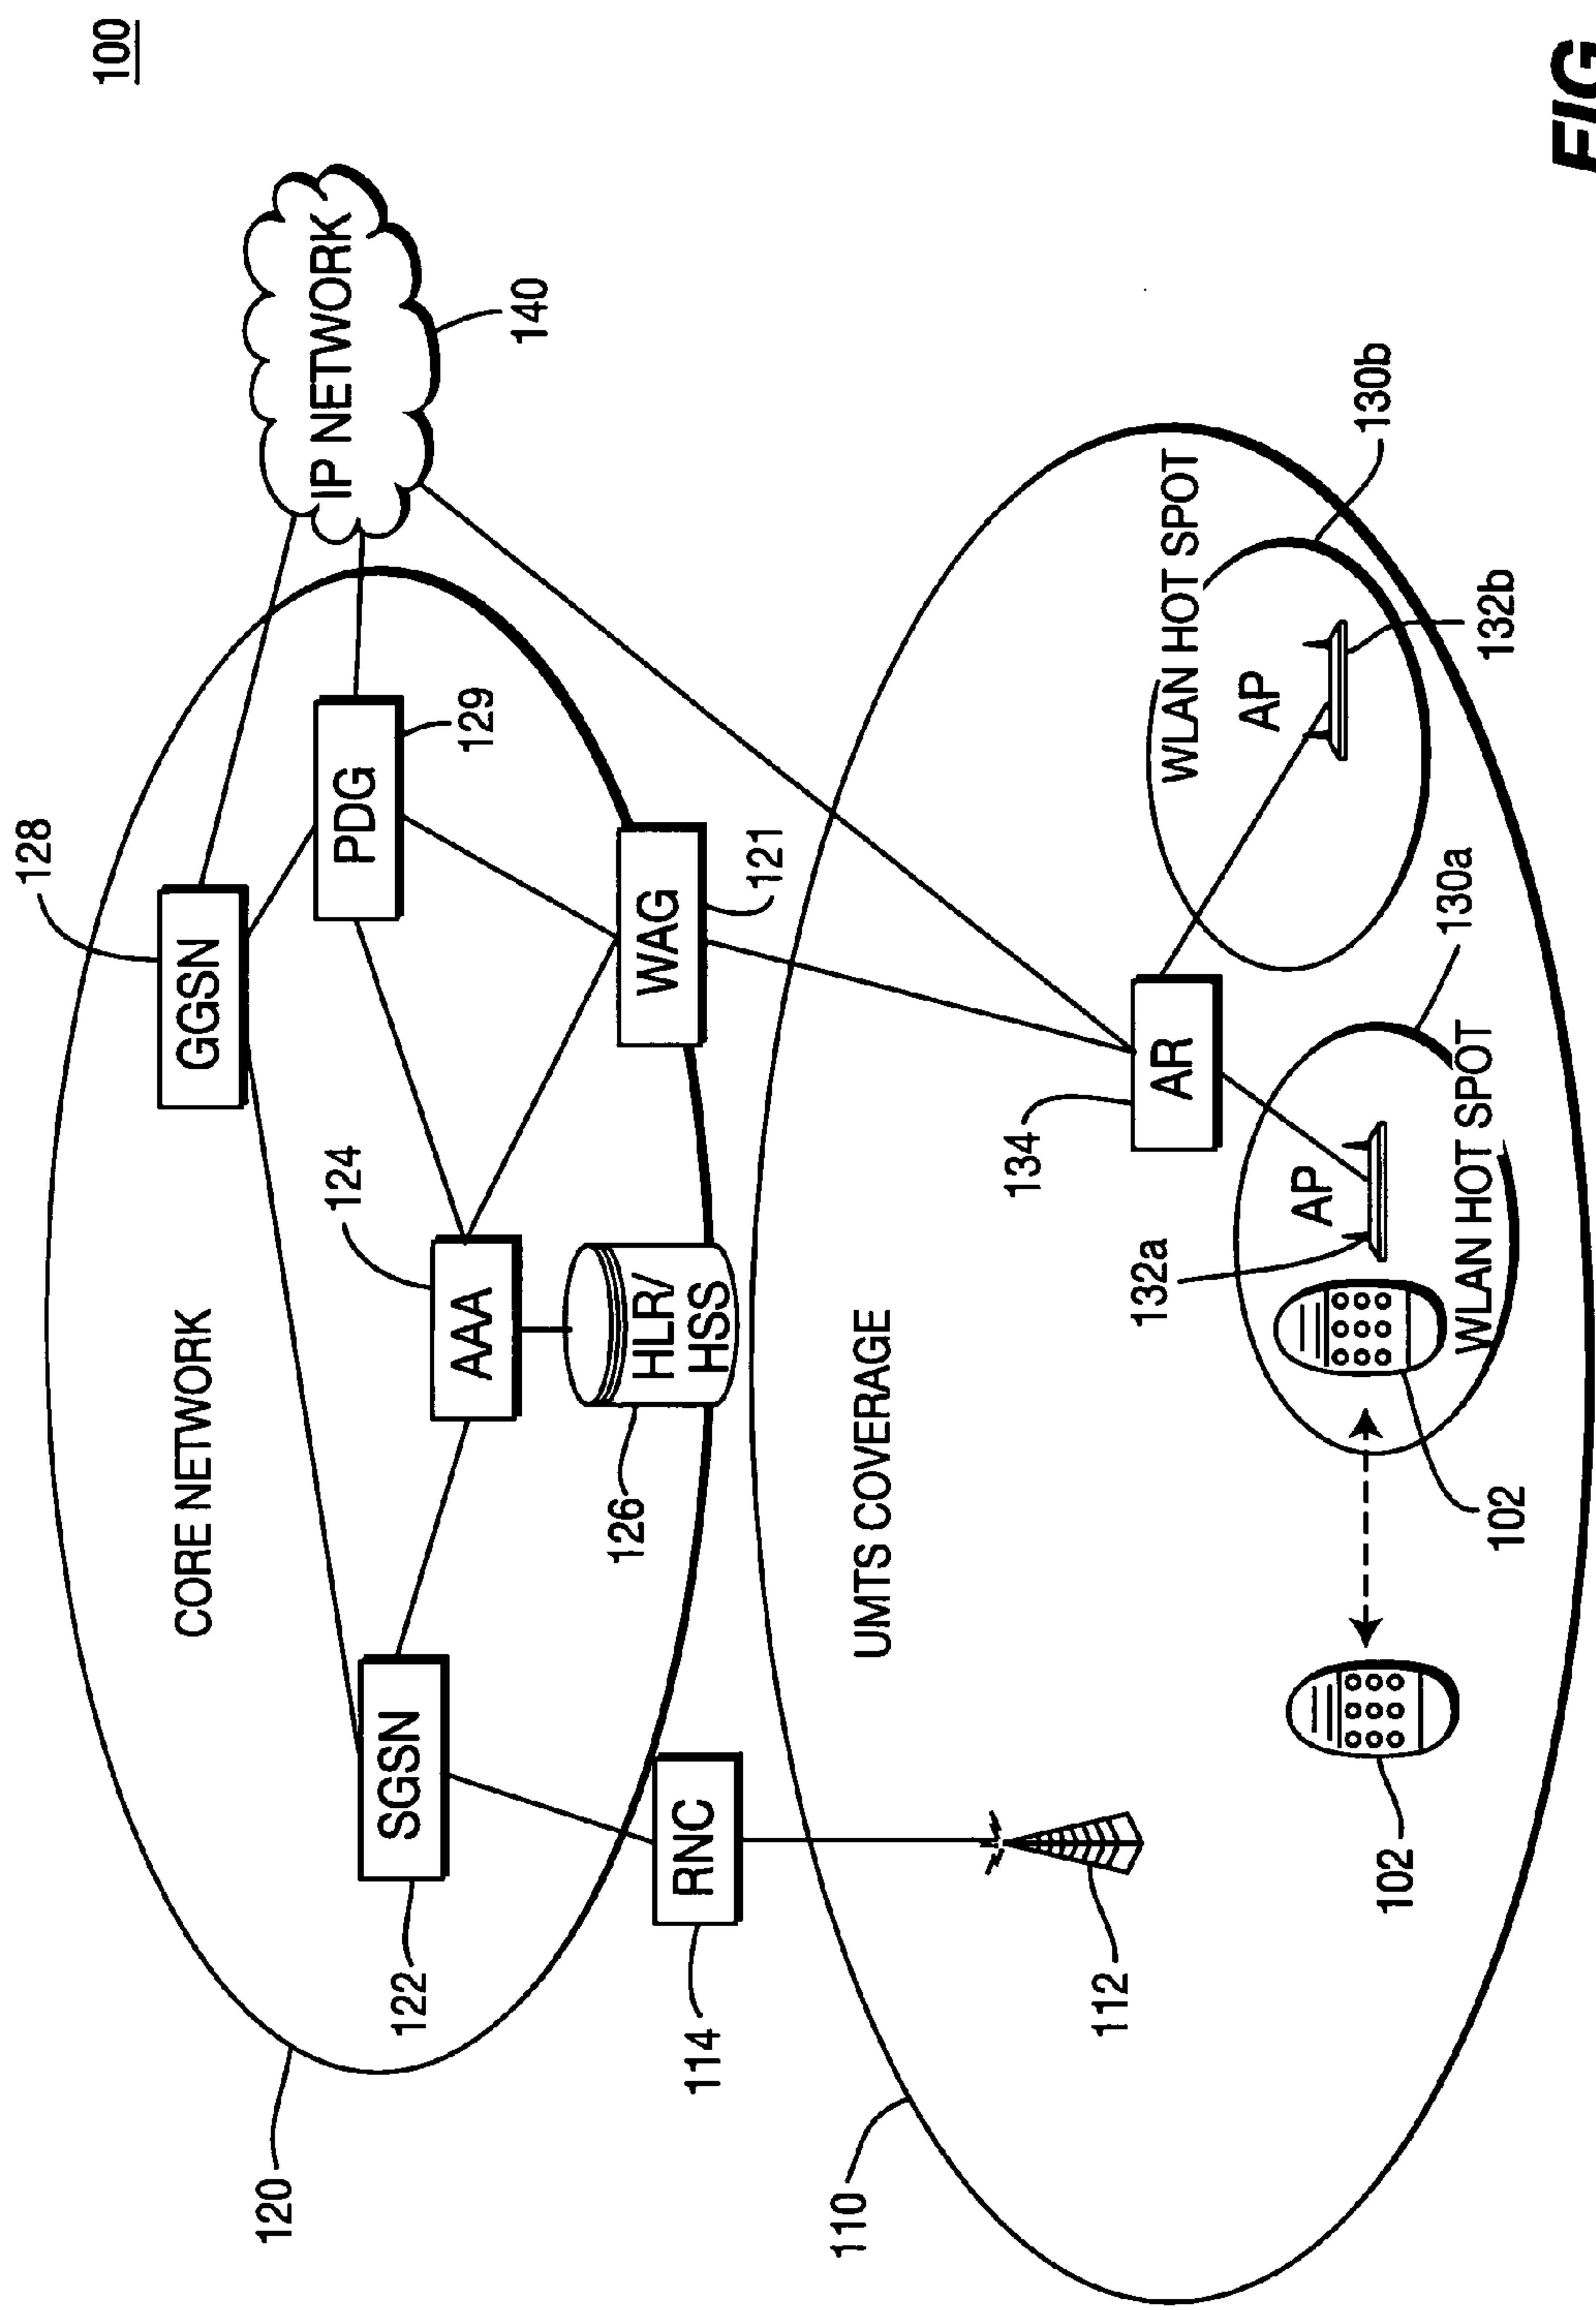 100
128
GGSN
IP NETWORK
140
CORE NETWORK
PDG
129
124
AAA
WAG
121
HLR/
HSS
126
SGSN
122
120
RNC
114
UMTS COVERAGE
110
112
134
AR
WLAN HOT SPOT
130b
AP
132b
130a
AP
132a
WLAN HOT SPOT
102
102
FIG